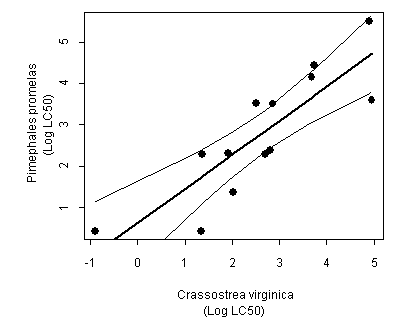 Pimephales promelas
(Log LC50)
5
4
3
2
1
-1 0 1 2 3 4 5
Crassostrea virginica
(Log LC50)